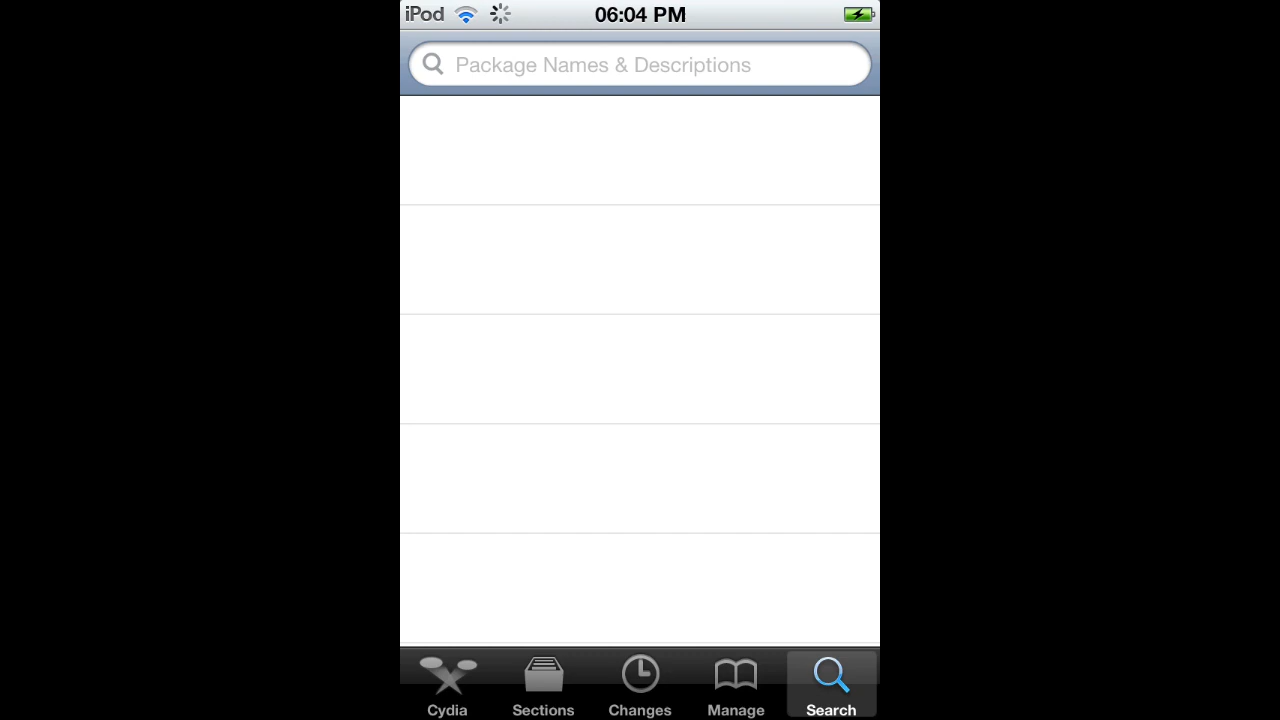 iPod 06:04 PM
Package Names & Descriptions
Cydia Sections Changes Manage Search